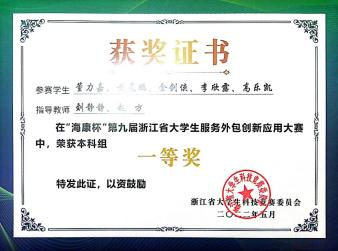 获奖证书
参赛学生 董力嘉、 金剑侠、李欣露、高乐凯
指导教师 刘静静、赵 方
在“海康杯”第九届浙江省大学生服务外包创新应用大赛
中,荣获本科组
一等奖
特发此证,以资鼓励
浙江省大学生科技竞赛委员会
二〇二二年五月